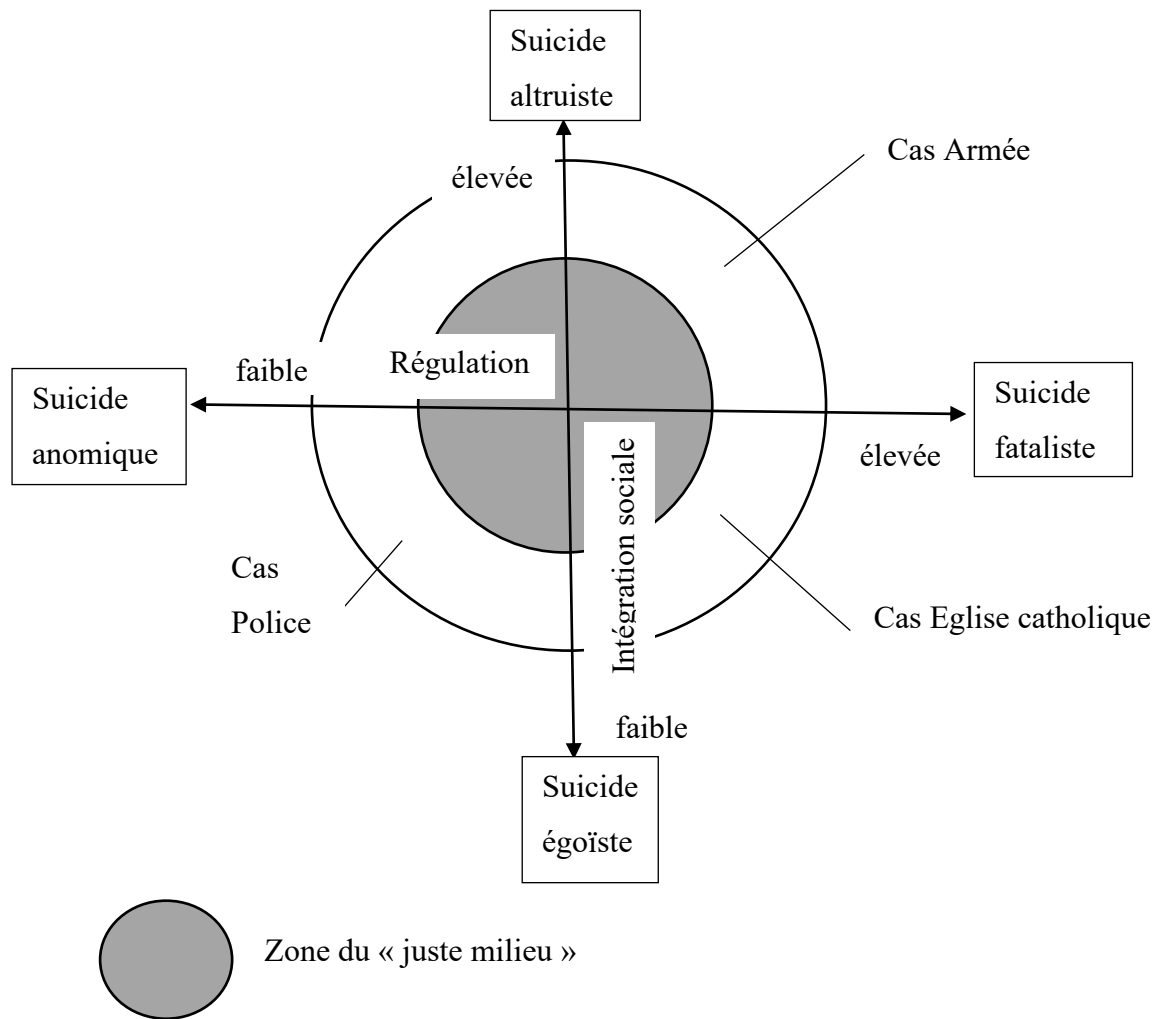 Suicide
altruiste
Cas Armée
élevée
Régulation
faible
Suicide
anomique
Suicide
fataliste
élevée
Intégration sociale
Cas
Police
Cas Eglise catholique
faible
Suicide
égoïste
Zone du « juste milieu »